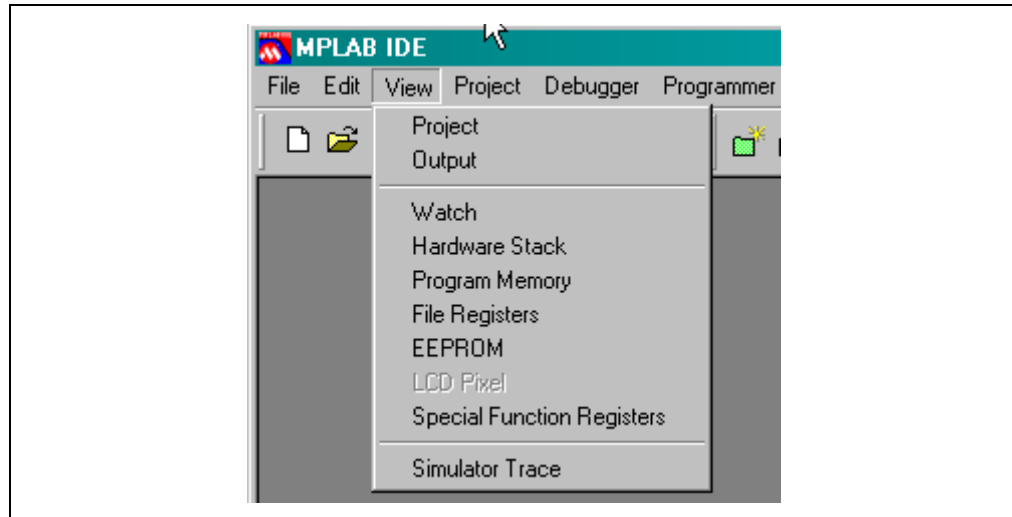 MPLAB IDE
File Edit View Project Debugger Programmer
Project
Output
Watch
Hardware Stack
Program Memory
File Registers
EEPROM
LCD Pixel
Special Function Registers
Simulator Trace